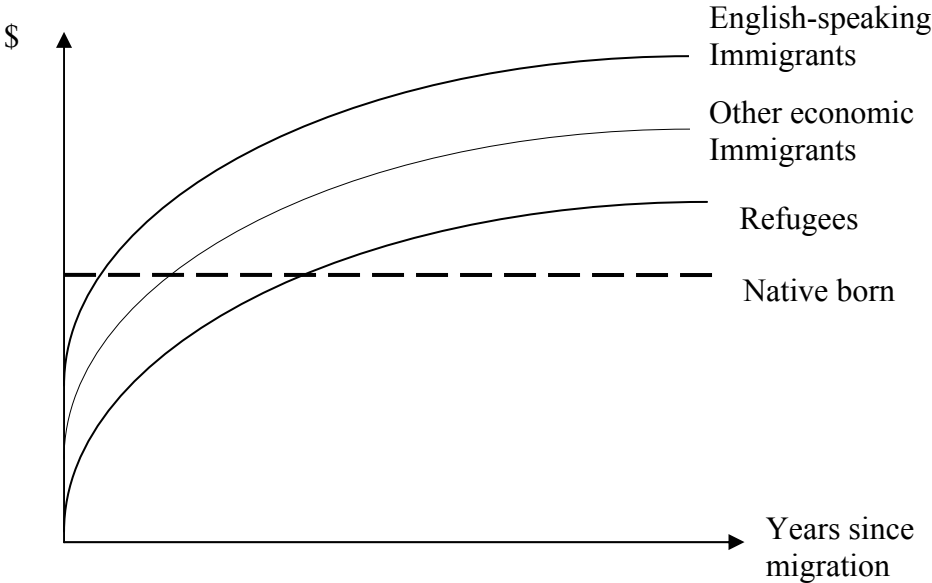 $
English-speaking
Immigrants
Other economic
Immigrants
Refugees
Native born
Years since
migration